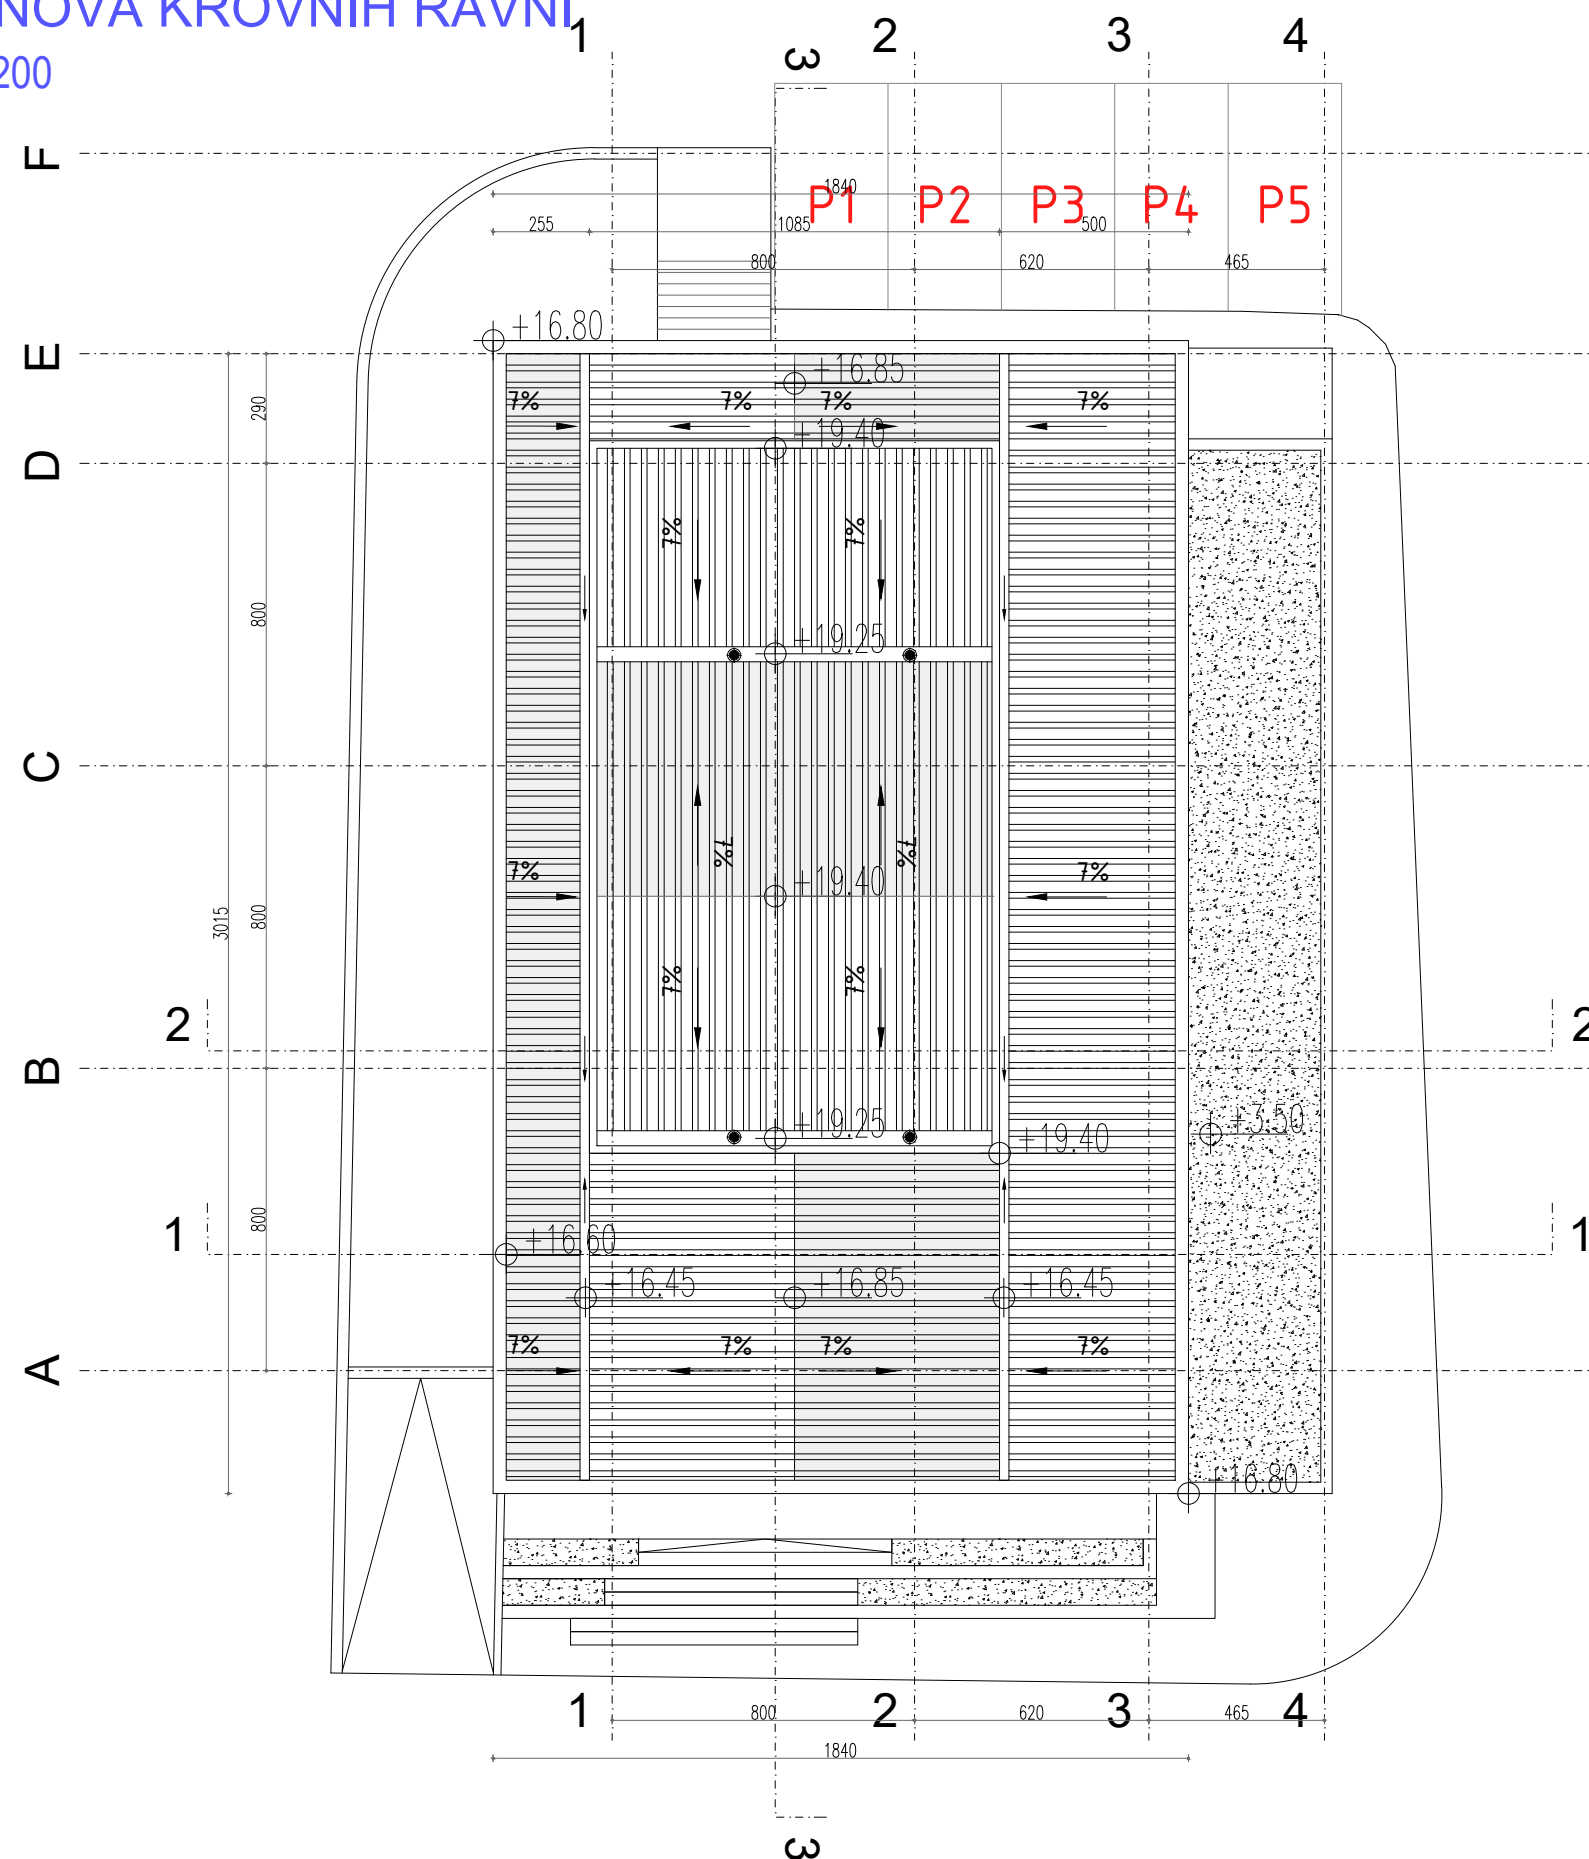 NOVA KROVNIH RAVNI
200
1 3 2 3 4
F
1840
P1 P2 P3 P4 P5
255 1085 500
800 620 465
+16.80
E
+16.85
7% 7% 7% 7%
290
+19.40
D
7% 7%
800
+19.25
C
7% 7%
7% 7%
+19.40
3015 800
7% 7%
2 2
B
+19.25
+19.40
+3.50
800
1 1
+16.60
+16.45 +16.85 +16.45
7% 7% 7% 7%
A
+16.80
1 800 2 620 3 465 4
1840
3